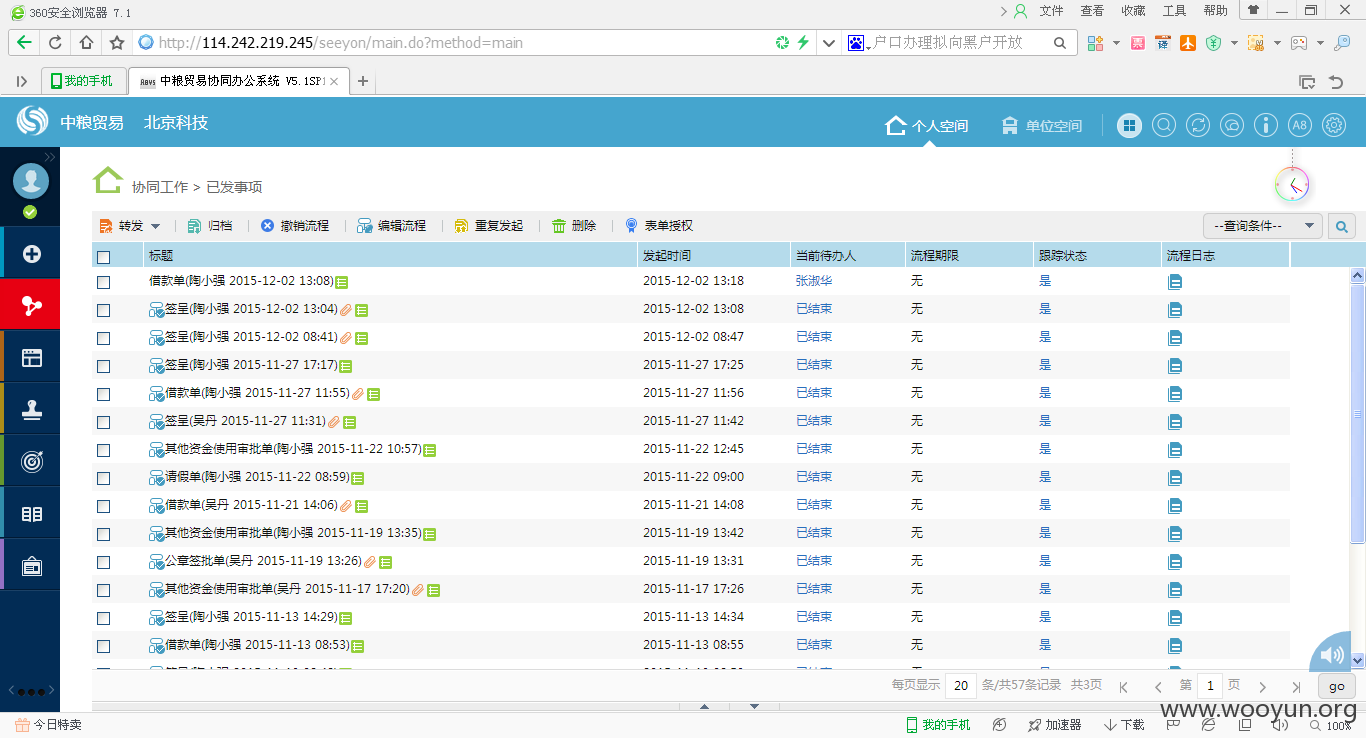 360安全浏览器 7.1 文件 查看 收藏 工具 帮助
http://114.242.219.245/seeyon/main.do?method=main 户口办理拟向黑户开放
我的手机 A8V5 中粮贸易协同办公系统 V5.1SP1
中粮贸易 北京科技 个人空间 单位空间 A8
协同工作 > 已发事项
转发 归档 撤销流程 编辑流程 重复发起 删除 表单授权 --查询条件--
标题 发起时间 当前待办人 流程期限 跟踪状态 流程日志
借款单(陶小强 2015-12-02 13:08) 2015-12-02 13:18 张淑华 无 是
签呈(陶小强 2015-12-02 13:04) 2015-12-02 13:08 已结束 无 是
签呈(陶小强 2015-12-02 08:41) 2015-12-02 08:47 已结束 无 是
签呈(陶小强 2015-11-27 17:17) 2015-11-27 17:25 已结束 无 是
借款单(陶小强 2015-11-27 11:55) 2015-11-27 11:56 已结束 无 是
签呈(吴丹 2015-11-27 11:31) 2015-11-27 11:42 已结束 无 是
其他资金使用审批单(陶小强 2015-11-22 10:57) 2015-11-22 12:45 已结束 无 是
请假单(陶小强 2015-11-22 08:59) 2015-11-22 09:00 已结束 无 是
借款单(吴丹 2015-11-21 14:06) 2015-11-21 14:08 已结束 无 是
其他资金使用审批单(陶小强 2015-11-19 13:35) 2015-11-19 13:42 已结束 无 是
公章签批单(吴丹 2015-11-19 13:26) 2015-11-19 13:31 已结束 无 是
其他资金使用审批单(吴丹 2015-11-17 17:20) 2015-11-17 17:26 已结束 无 是
签呈(陶小强 2015-11-13 14:29) 2015-11-13 14:34 已结束 无 是
借款单(陶小强 2015-11-13 08:53) 2015-11-13 08:55 已结束 无 是
每页显示 20 条/共57条记录 共3页 第 1 页 go
www.wooyun.org
今日特卖 我的手机 加速器 下载 100%